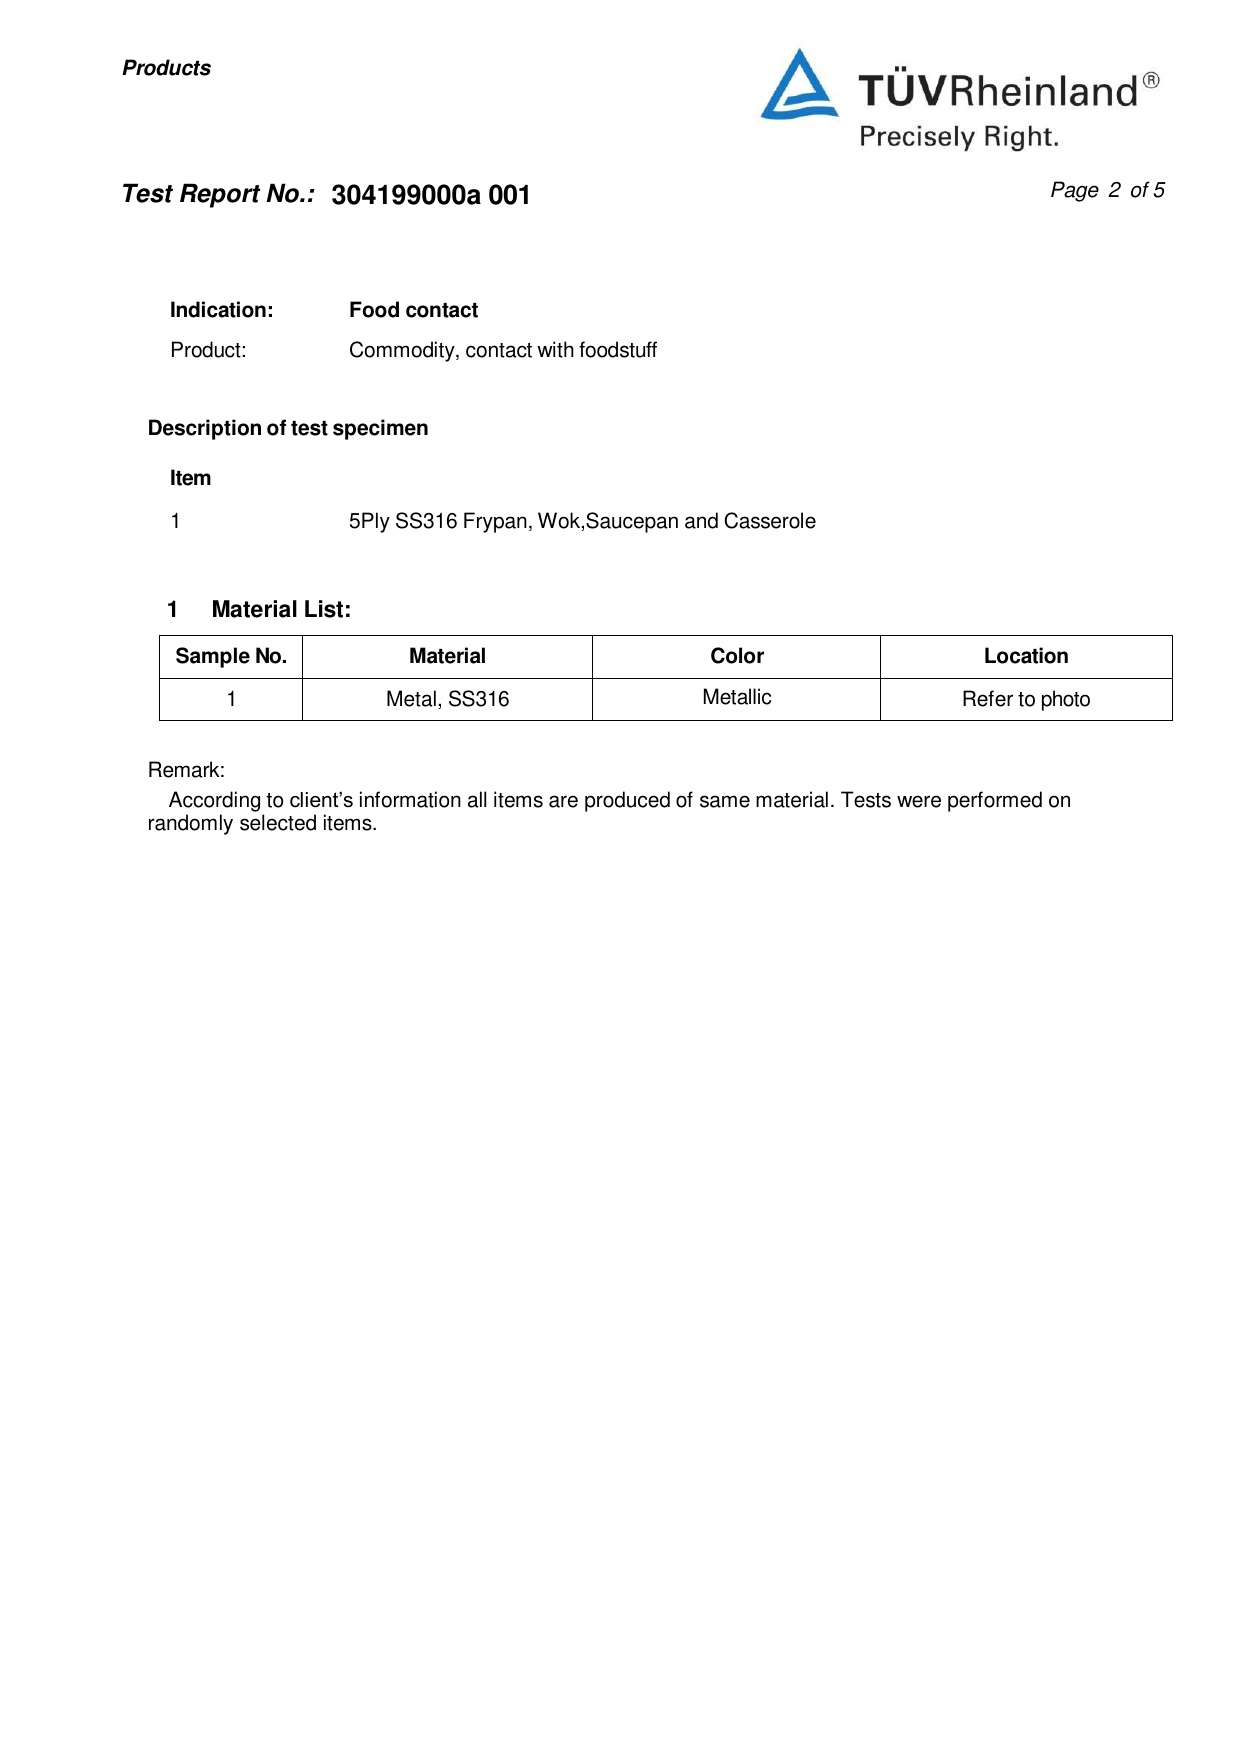 Products
TÜVRheinland®
Precisely Right.
Test Report No.: 304199000a 001
Page 2 of 5
Indication: Food contact
Product: Commodity, contact with foodstuff
Description of test specimen
Item
1 5Ply SS316 Frypan, Wok,Saucepan and Casserole
1 Material List:
Sample No. Material Color Location
1 Metal, SS316 Metallic Refer to photo
Remark:
According to client’s information all items are produced of same material. Tests were performed on
randomly selected items.